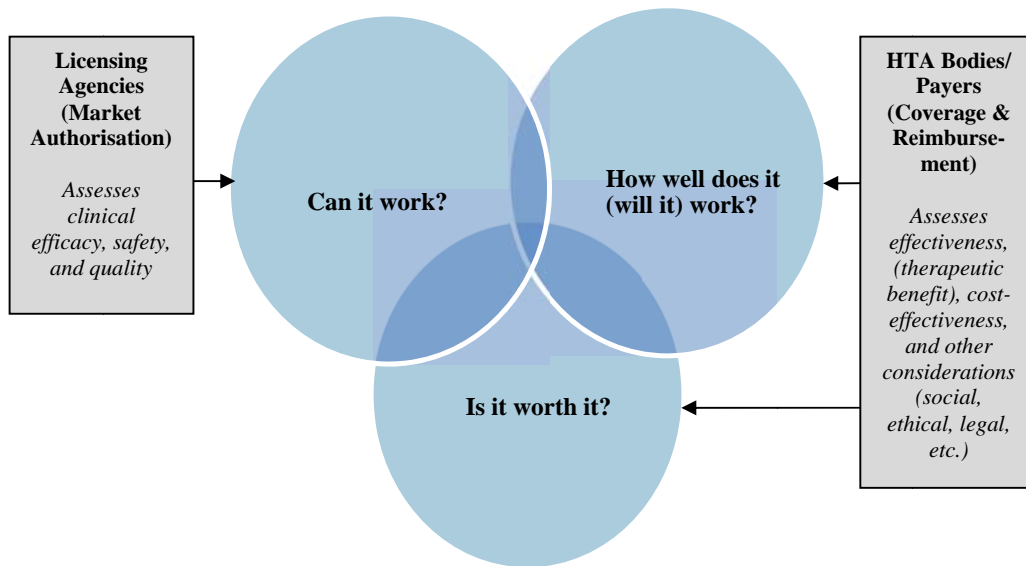 Licensing
Agencies
(Market
Authorisation)
Assesses
clinical
efficacy, safety,
and quality
Can it work?
How well does it
(will it) work?
Is it worth it?
HTA Bodies/
Payers
(Coverage &
Reimburse-
ment)
Assesses
effectiveness,
(therapeutic
benefit), cost-
effectiveness,
and other
considerations
(social,
ethical, legal,
etc.)